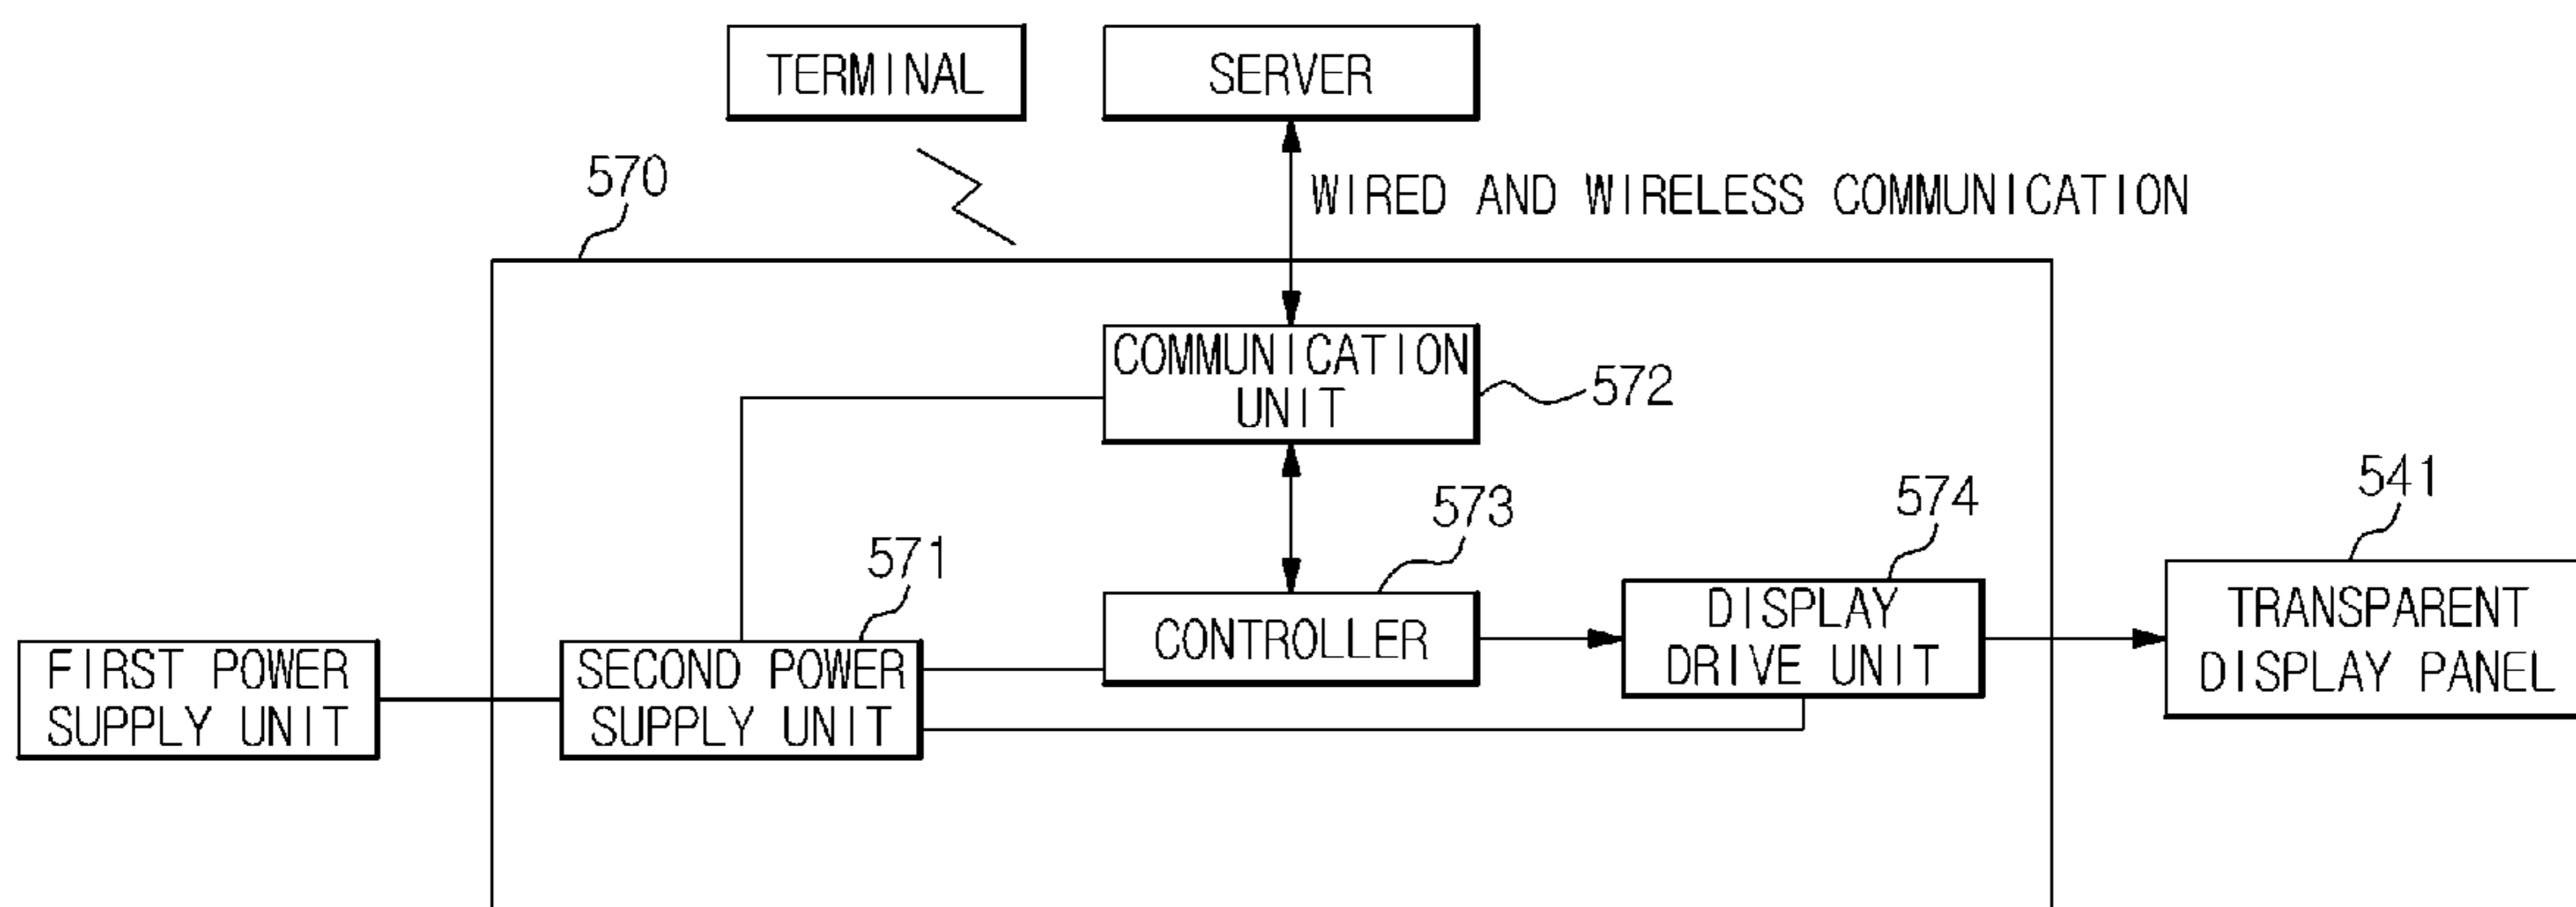 TERMINAL
SERVER
570
WIRED AND WIRELESS COMMUNICATION
COMMUNICATION
UNIT
572
573
574
541
571
FIRST POWER
SUPPLY UNIT
SECOND POWER
SUPPLY UNIT
CONTROLLER
DISPLAY
DRIVE UNIT
TRANSPARENT
DISPLAY PANEL